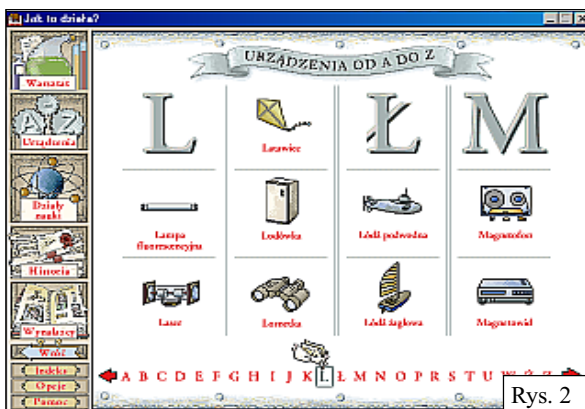 Jak to działa?
URZĄDZENIA OD A DO Z
Warsztat
Urządzenia
Działy nauki
Historia
Wynalazcy
Wróć
Indeks
Opcje
Pomoc
L
Latawiec
Ł
M
Lampa
fluorescencyjna
Lodówka
Łódź podwodna
Magnetofon
Laser
Lornetka
Łódź żaglowa
Magnetowid
A B C D E F G H I J K L Ł M N O P R S T U W
Rys. 2